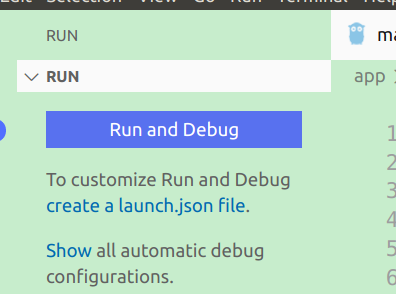 Edit Selection View Go Run Terminal Help
RUN
ma
RUN
app
Run and Debug
1
To customize Run and Debug
2
create a launch.json file.
3
4
Show all automatic debug
5
configurations.
6